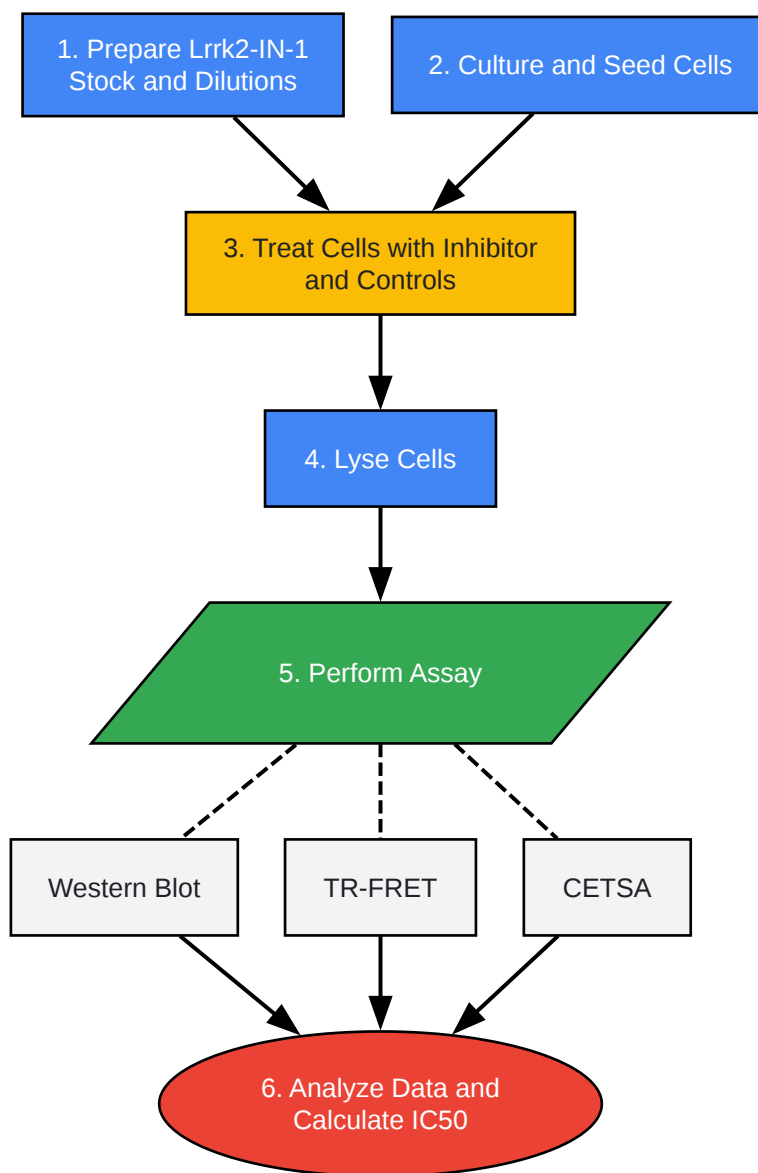 1. Prepare Lrrk2-IN-1
Stock and Dilutions
2. Culture and Seed Cells
3. Treat Cells with Inhibitor
and Controls
4. Lyse Cells
5. Perform Assay
Western Blot
TR-FRET
CETSA
6. Analyze Data and
Calculate IC50